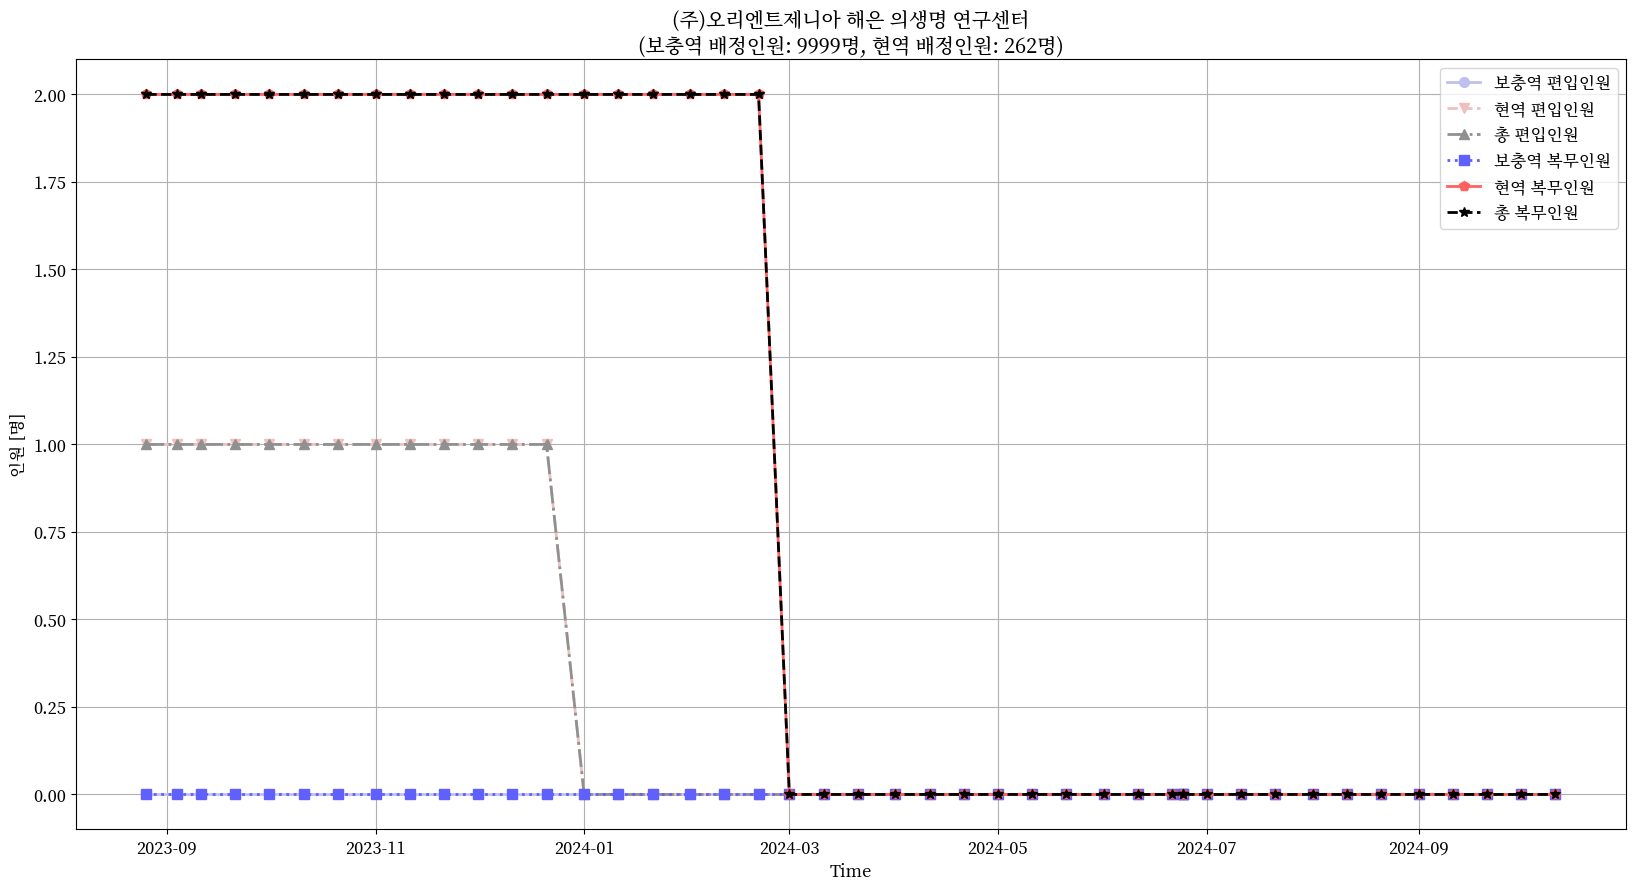 (주)오리엔트제니아 해은 의생명 연구센터
(보충역 배정인원: 9999명, 현역 배정인원: 262명)
보충역 편입인원
현역 편입인원
총 편입인원
보충역 복무인원
현역 복무인원
총 복무인원
2.00
1.75
1.50
1.25
1.00
0.75
0.50
0.25
0.00
인원 [명]
2023-09 2023-11 2024-01 2024-03 2024-05 2024-07 2024-09
Time